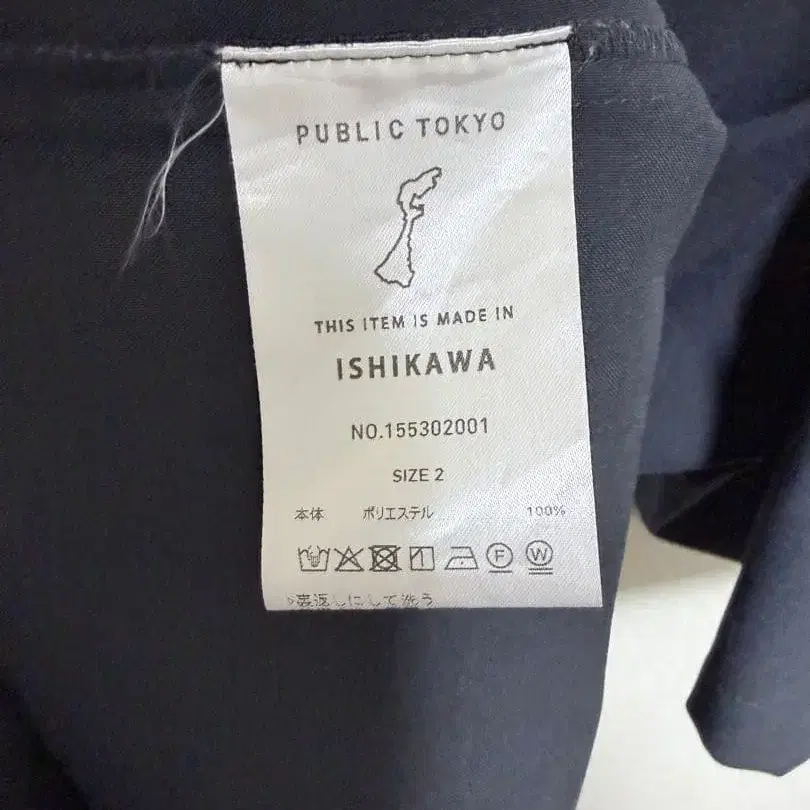 PUBLIC TOKYO
THIS ITEM IS MADE IN
ISHIKAWA
NO.155302001
SIZE 2
本体 ポリエステル 100%
F W
裏返しにして洗う